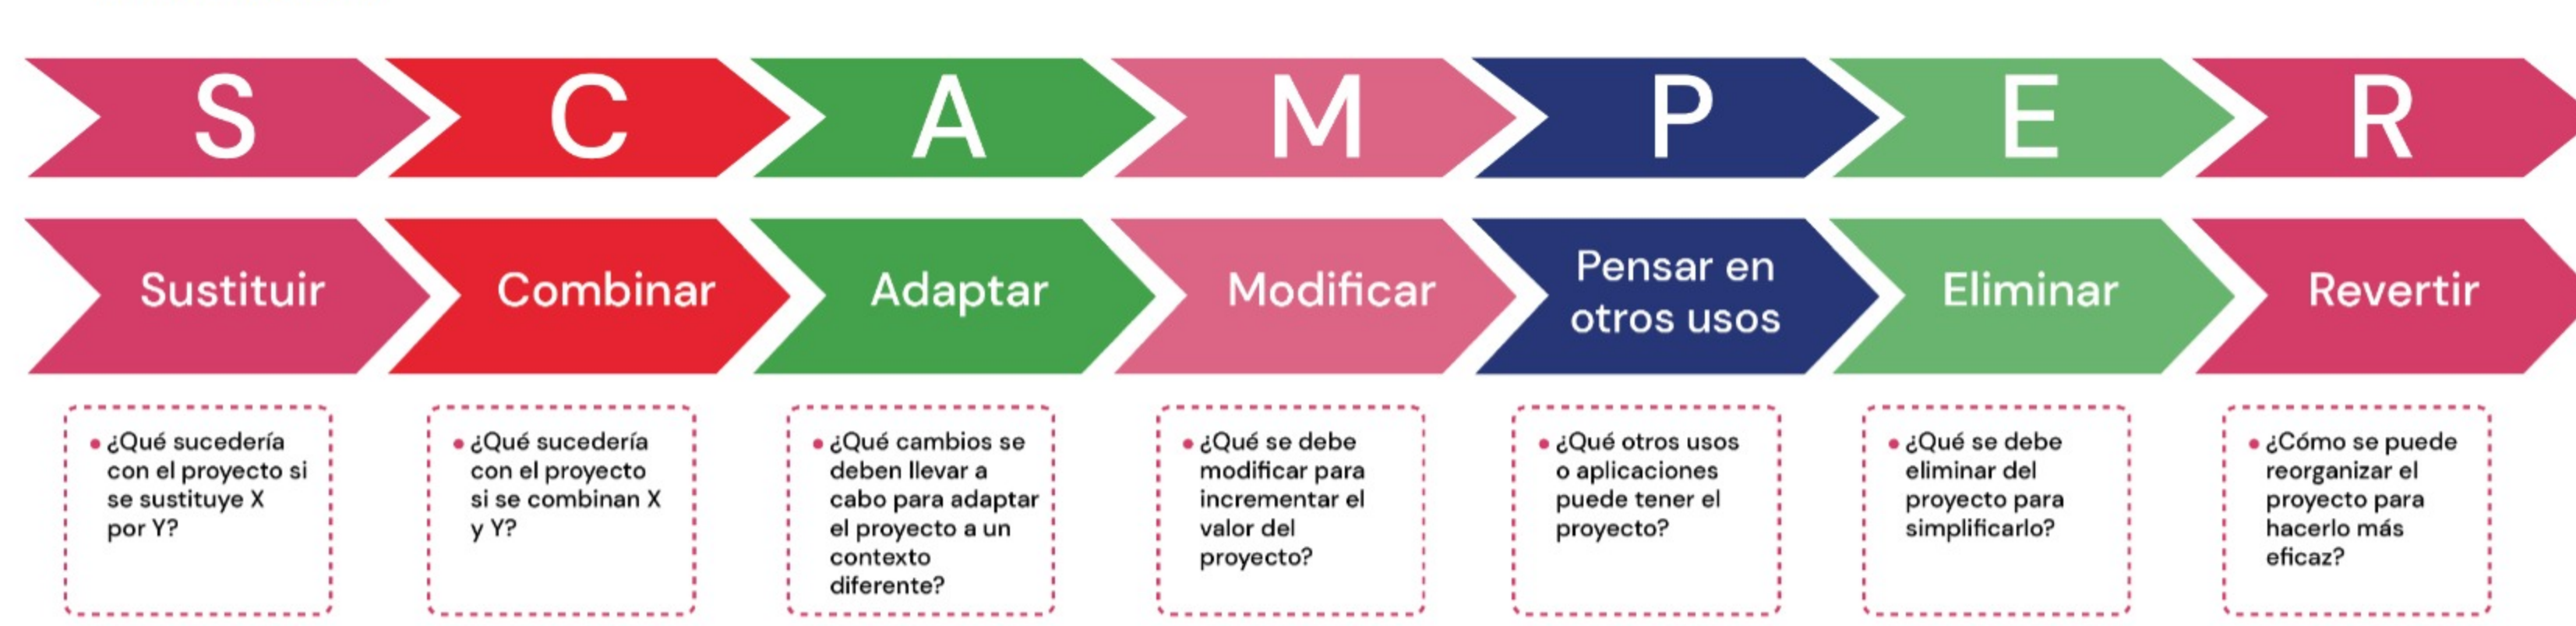 S C A M P E R
Sustituir
Combinar
Adaptar
Modificar
Pensar en
otros usos
Eliminar
Revertir
• ¿Qué sucedería
con el proyecto si
se sustituye X
por Y?
• ¿Qué sucedería
con el proyecto
si se combinan X
y Y?
• ¿Qué cambios se
deben llevar a
cabo para adaptar
el proyecto a un
contexto
diferente?
• ¿Qué se debe
modificar para
incrementar el
valor del
proyecto?
• ¿Qué otros usos
o aplicaciones
puede tener el
proyecto?
• ¿Qué se debe
eliminar del
proyecto para
simplificarlo?
• ¿Cómo se puede
reorganizar el
proyecto para
hacerlo más
eficaz?